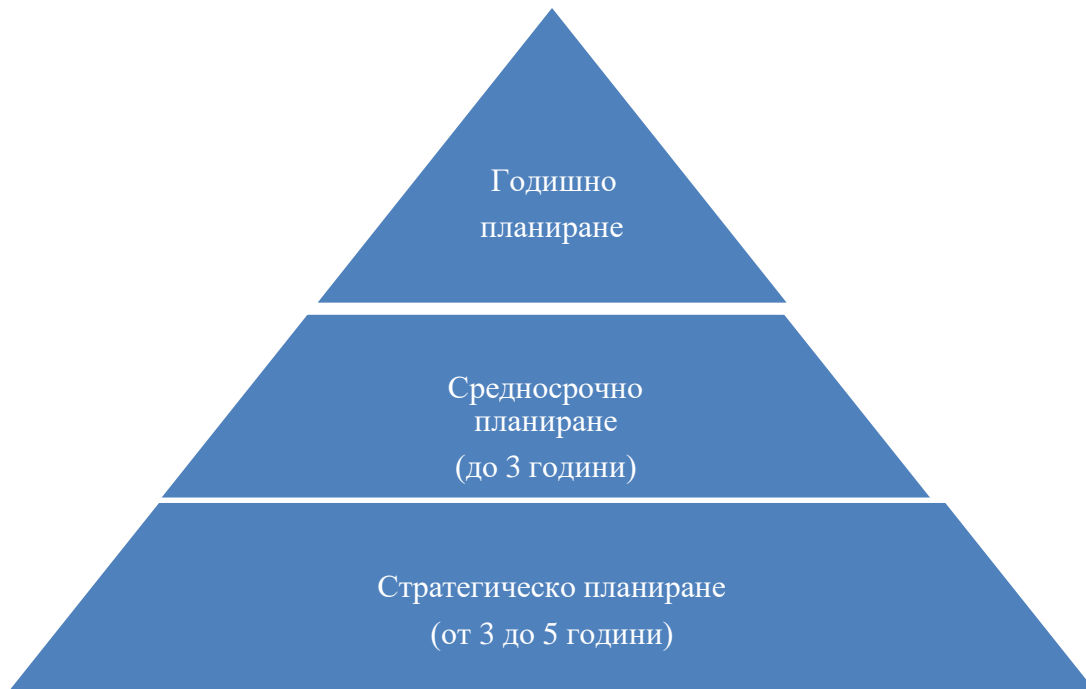 Годишно
планиране
Средносрочно
планиране
(до 3 години)
Стратегическо планиране
(от 3 до 5 години)